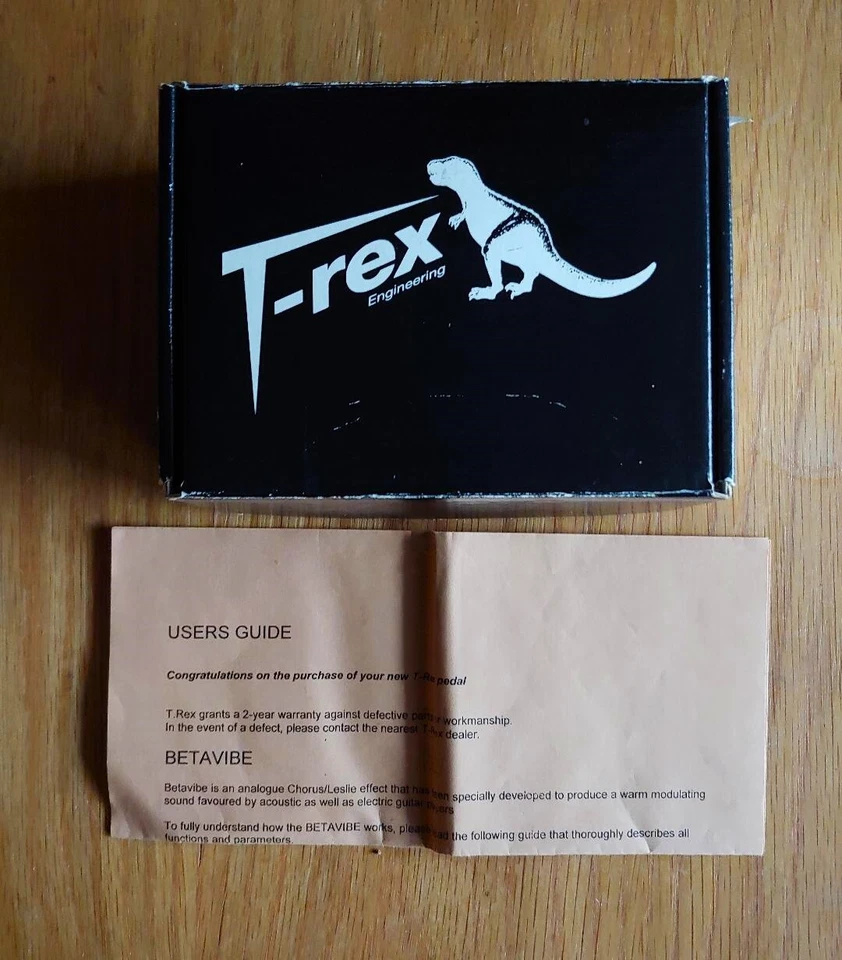 T-rex
Engineering
USERS GUIDE
Congratulations on the purchase of your new pedal
T.Rex grants a 2-year warranty against defective workmanship.
In the event of a defect, please contact the nearest dealer.
BETAVIBE
Betavibe is an analogue Chorus/Leslie effect that specially developed to produce a warm modulating
sound favoured by acoustic as well as electric guitar
To fully understand how the BETAVIBE works, the following guide that thoroughly describes all
functions and parameters.